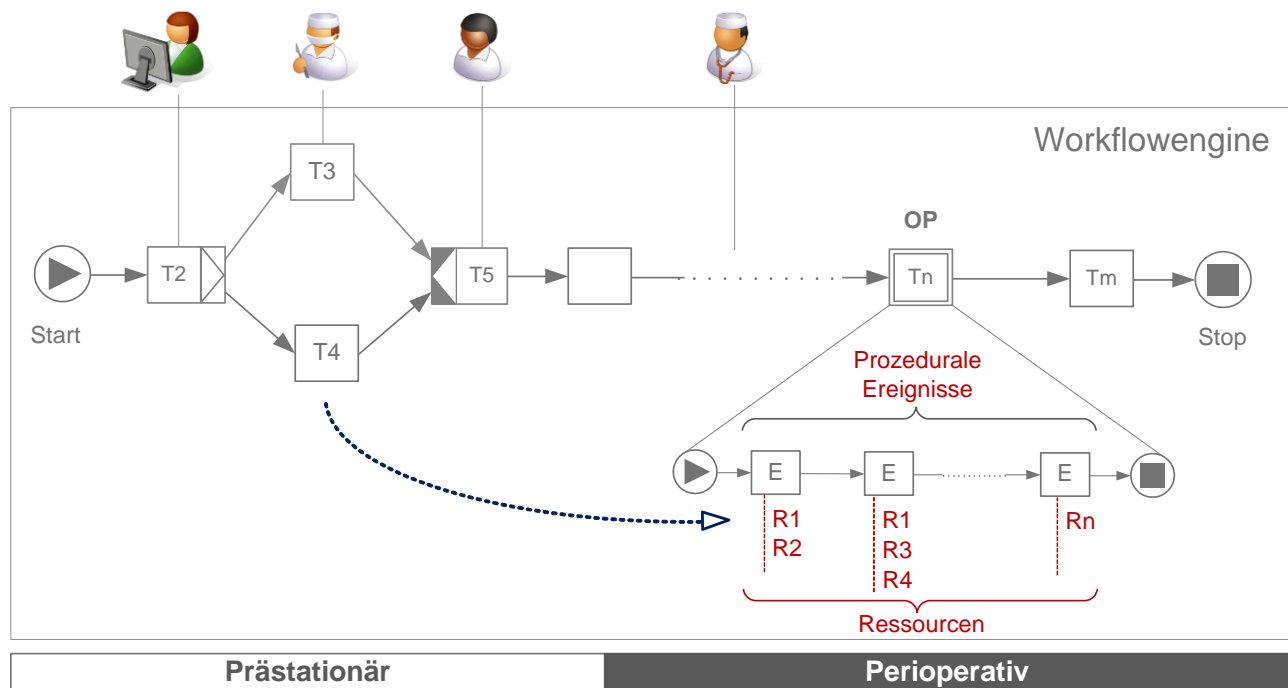 Workflowengine
T3
OP
T2
T5
Tn
Tm
Start
Stop
T4
Prozedurale
Ereignisse
E
E
E
R1
R2
R1
R3
R4
Rn
Ressourcen
Prästationär
Perioperativ